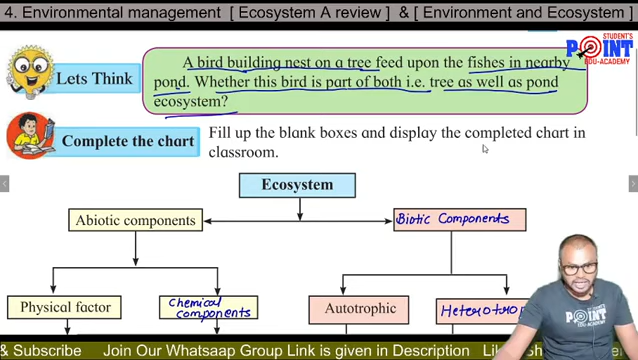 4. Environmental management [ Ecosystem A review ] & [ Environment and Ecosystem ]
STUDENT'S
POINT
EDU-ACADEMY
Lets Think
A bird building nest on a tree feed upon the fishes in nearby
pond. Whether this bird is part of both i.e. tree as well as pond
ecosystem?
Complete the chart
Fill up the blank boxes and display the completed chart in
classroom.
Ecosystem
Abiotic components
Biotic Components
Physical factor
Chemical
components
Autotrophic
& Subscribe Join Our Whatsaap Group Link is given in Description